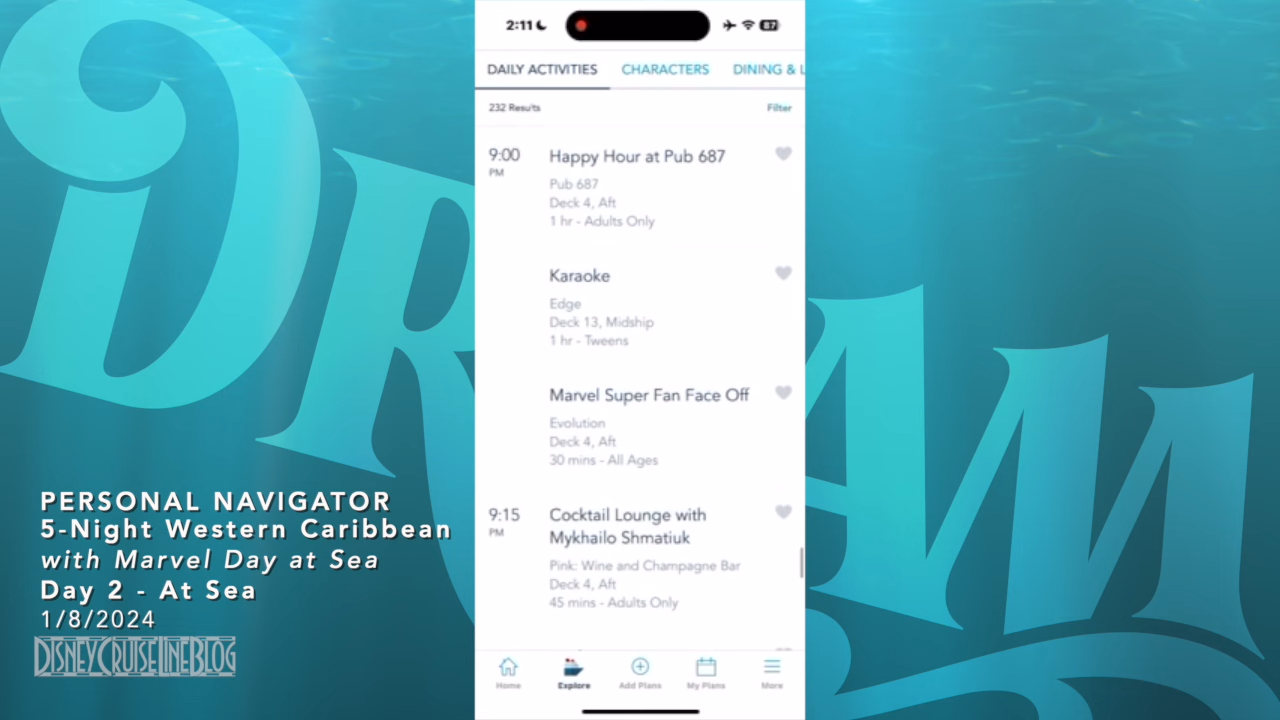 DREAM
2:11
87
DAILY ACTIVITIES CHARACTERS DINING & L
232 Results Filter
9:00 PM
Happy Hour at Pub 687
Pub 687
Deck 4, Aft
1 hr - Adults Only
Karaoke
Edge
Deck 13, Midship
1 hr - Tweens
Marvel Super Fan Face Off
Evolution
Deck 4, Aft
30 mins - All Ages
9:15 PM
Cocktail Lounge with
Mykhailo Shmatiuk
Pink: Wine and Champagne Bar
Deck 4, Aft
45 mins - Adults Only
Home Explore Add Plans My Plans More
PERSONAL NAVIGATOR
5-Night Western Caribbean
with Marvel Day at Sea
Day 2 - At Sea
1/8/2024
DISNEYCRUISELINEBLOG